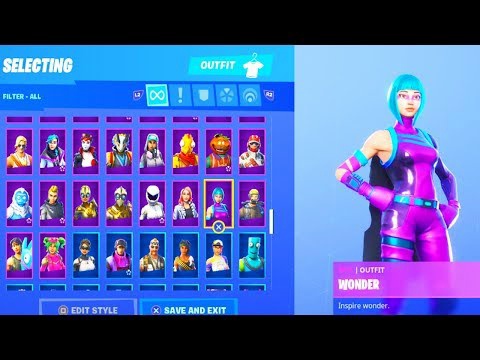 SELECTING
OUTFIT
L2
R2
FILTER - ALL
| OUTFIT
WONDER
Inspire wonder.
EDIT STYLE
SAVE AND EXIT